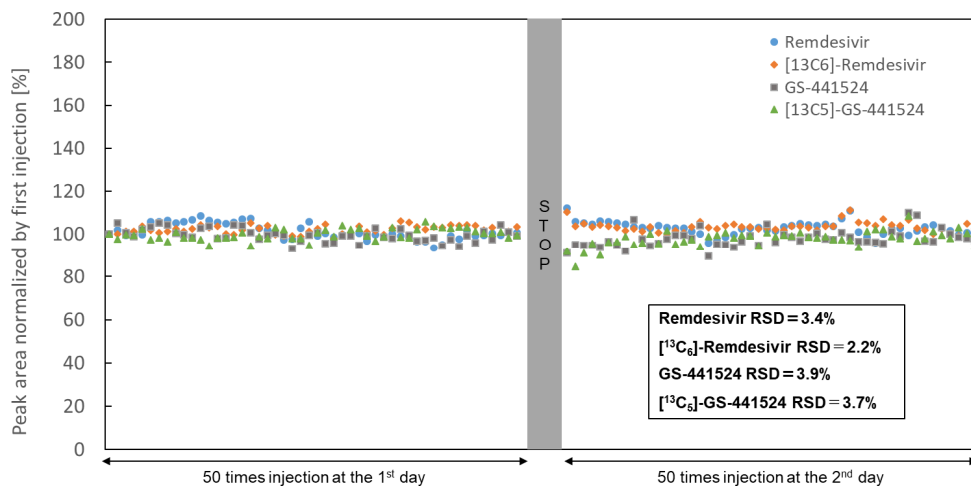 Peak area normalized by first injection [%]
200
180
160
140
120
100
80
60
40
20
0
STOP
Remdesivir
[13C6]-Remdesivir
GS-441524
[13C5]-GS-441524
Remdesivir RSD＝3.4%
[¹³C₆]-Remdesivir RSD＝2.2%
GS-441524 RSD＝3.9%
[¹³C₅]-GS-441524 RSD＝3.7%
50 times injection at the 1ˢᵗ day
50 times injection at the 2ⁿᵈ day